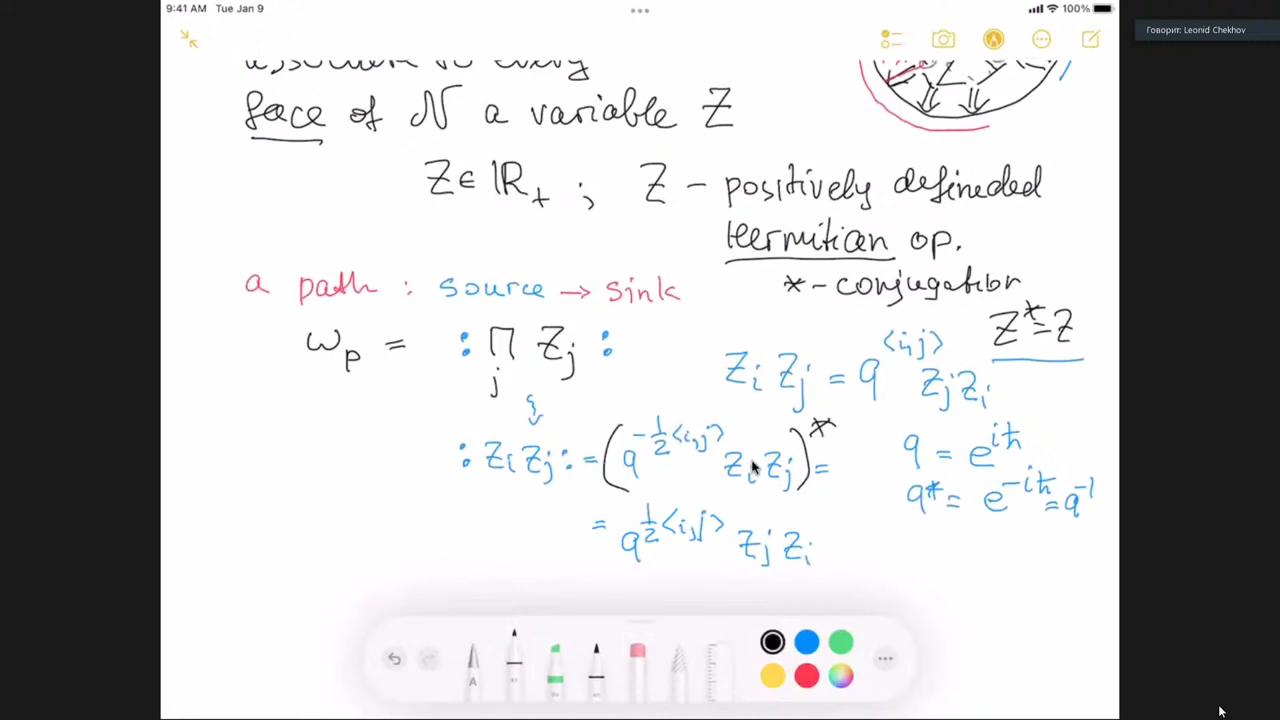 9:41 AM Tue Jan 9
100%
Говорит: Leonid Chekhov
face of N a variable Z
Z ∈ ℝ₊ ; Z – positively defineded
Hermitian op.
a path : source → sink
* – conjugation
Z* = Z
ω_p = : ∏_j Z_j :
Z_i Z_j = q^{<i,j>} Z_j Z_i
: Z_i Z_j : = (q^{-1/2 <i,j>} Z_i Z_j)* =
q = e^{iħ}
q* = e^{-iħ} = q^{-1}
= q^{1/2 <i,j>} Z_j Z_i
A